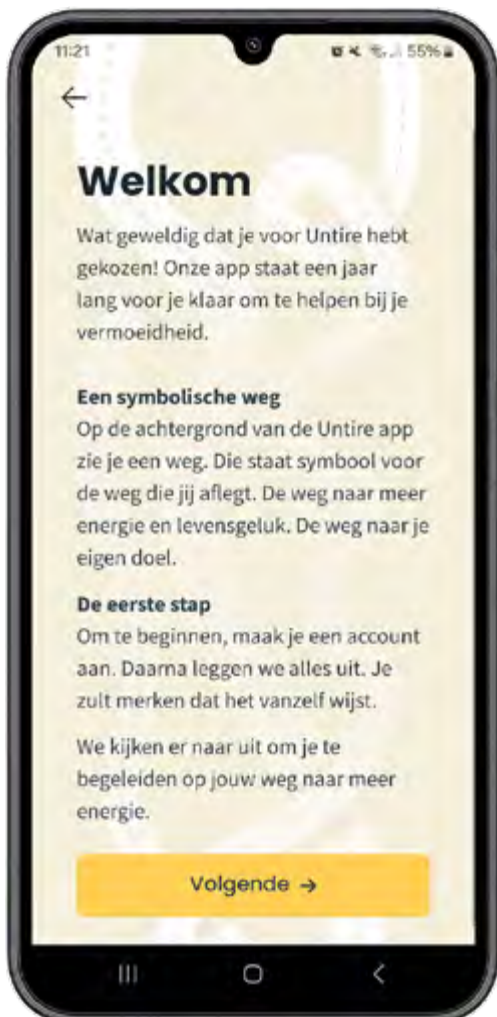 11:21
55%
Welkom
Wat geweldig dat je voor Untire hebt
gekozen! Onze app staat een jaar
lang voor je klaar om te helpen bij je
vermoeidheid.
Een symbolische weg
Op de achtergrond van de Untire app
zie je een weg. Die staat symbool voor
de weg die jij aflegt. De weg naar meer
energie en levensgeluk. De weg naar je
eigen doel.
De eerste stap
Om te beginnen, maak je een account
aan. Daarna leggen we alles uit. Je
zult merken dat het vanzelf wijst.
We kijken er naar uit om je te
begeleiden op jouw weg naar meer
energie.
Volgende →